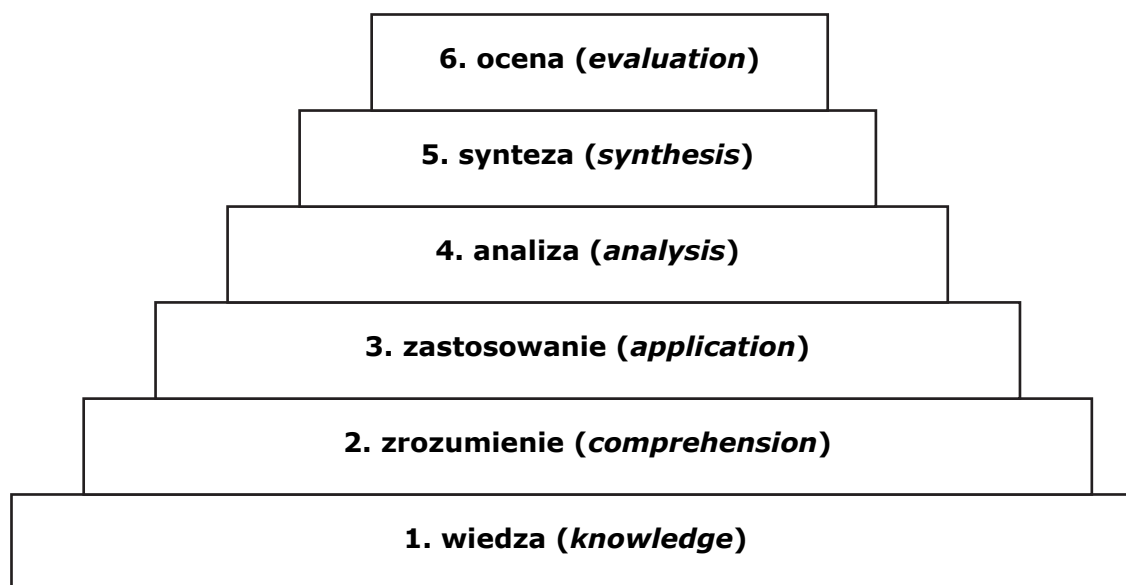 6. ocena (evaluation)
5. synteza (synthesis)
4. analiza (analysis)
3. zastosowanie (application)
2. zrozumienie (comprehension)
1. wiedza (knowledge)